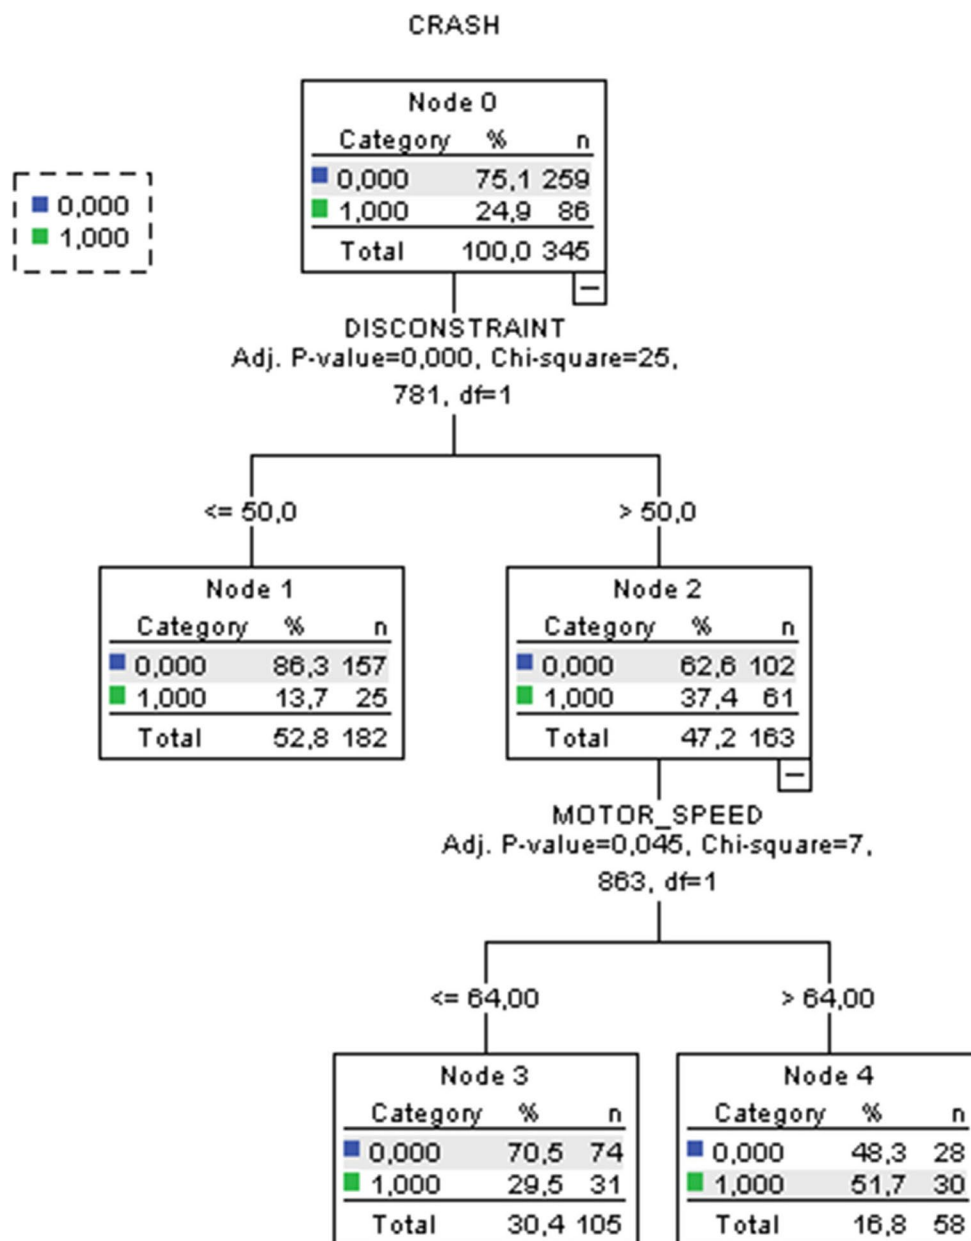 CRASH
Node 0
Category % n
0,000 75,1 259
1,000 24,9 86
Total 100,0 345
0,000
1,000
DISCONSTRAINT
Adj. P-value=0,000, Chi-square=25,
781, df=1
<= 50,0
> 50,0
Node 1
Category % n
0,000 86,3 157
1,000 13,7 25
Total 52,8 182
Node 2
Category % n
0,000 62,6 102
1,000 37,4 61
Total 47,2 163
MOTOR_SPEED
Adj. P-value=0,045, Chi-square=7,
863, df=1
<= 64,00
> 64,00
Node 3
Category % n
0,000 70,5 74
1,000 29,5 31
Total 30,4 105
Node 4
Category % n
0,000 48,3 28
1,000 51,7 30
Total 16,8 58